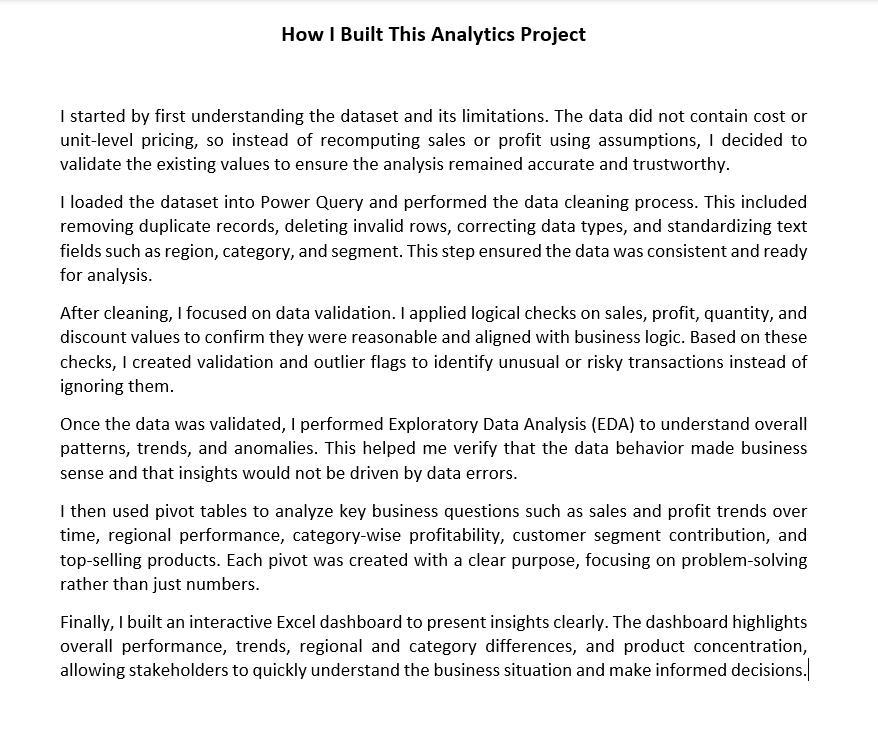 How I Built This Analytics Project
I started by first understanding the dataset and its limitations. The data did not contain cost or
unit-level pricing, so instead of recomputing sales or profit using assumptions, I decided to
validate the existing values to ensure the analysis remained accurate and trustworthy.
I loaded the dataset into Power Query and performed the data cleaning process. This included
removing duplicate records, deleting invalid rows, correcting data types, and standardizing text
fields such as region, category, and segment. This step ensured the data was consistent and ready
for analysis.
After cleaning, I focused on data validation. I applied logical checks on sales, profit, quantity, and
discount values to confirm they were reasonable and aligned with business logic. Based on these
checks, I created validation and outlier flags to identify unusual or risky transactions instead of
ignoring them.
Once the data was validated, I performed Exploratory Data Analysis (EDA) to understand overall
patterns, trends, and anomalies. This helped me verify that the data behavior made business
sense and that insights would not be driven by data errors.
I then used pivot tables to analyze key business questions such as sales and profit trends over
time, regional performance, category-wise profitability, customer segment contribution, and
top-selling products. Each pivot was created with a clear purpose, focusing on problem-solving
rather than just numbers.
Finally, I built an interactive Excel dashboard to present insights clearly. The dashboard highlights
overall performance, trends, regional and category differences, and product concentration,
allowing stakeholders to quickly understand the business situation and make informed decisions.